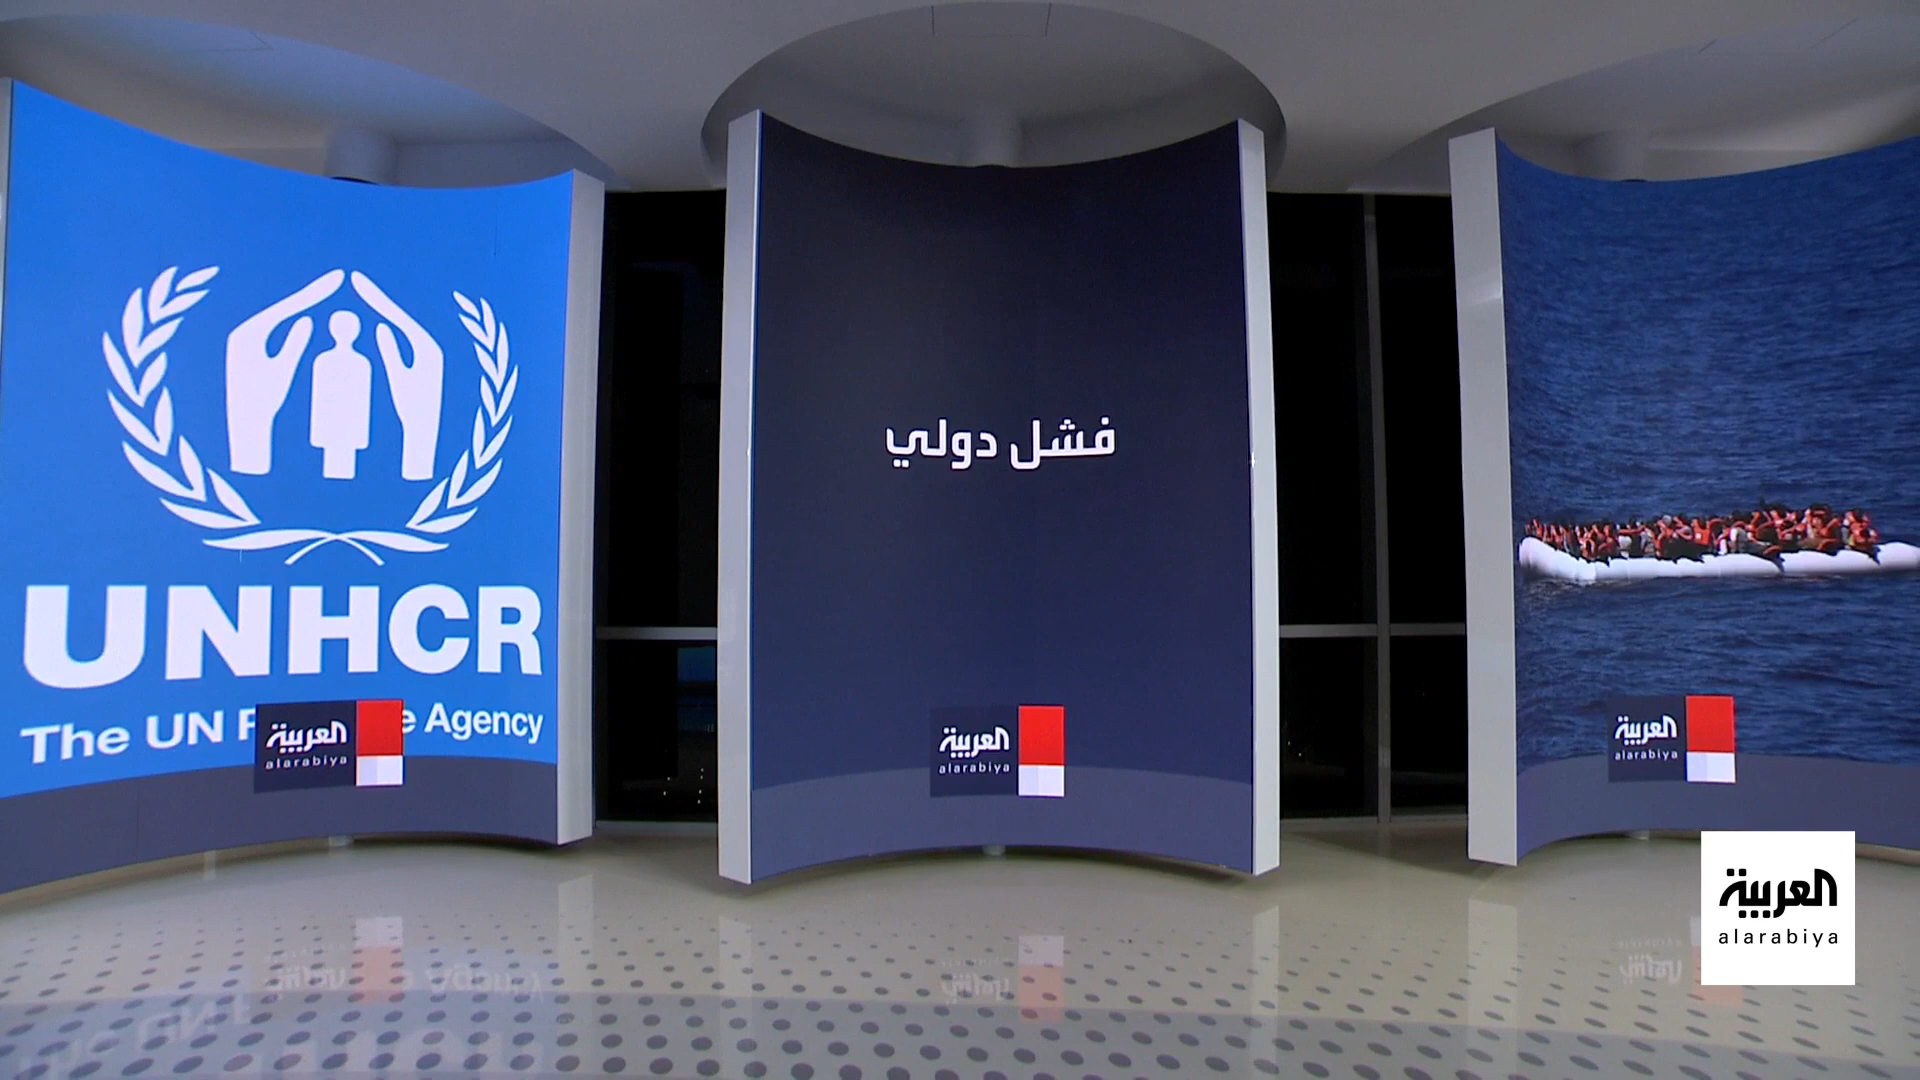 UNHCR
The UN R e Agency
العربية
alarabiya
فشل دولي
العربية
alarabiya
العربية
alarabiya
العربية
alarabiya